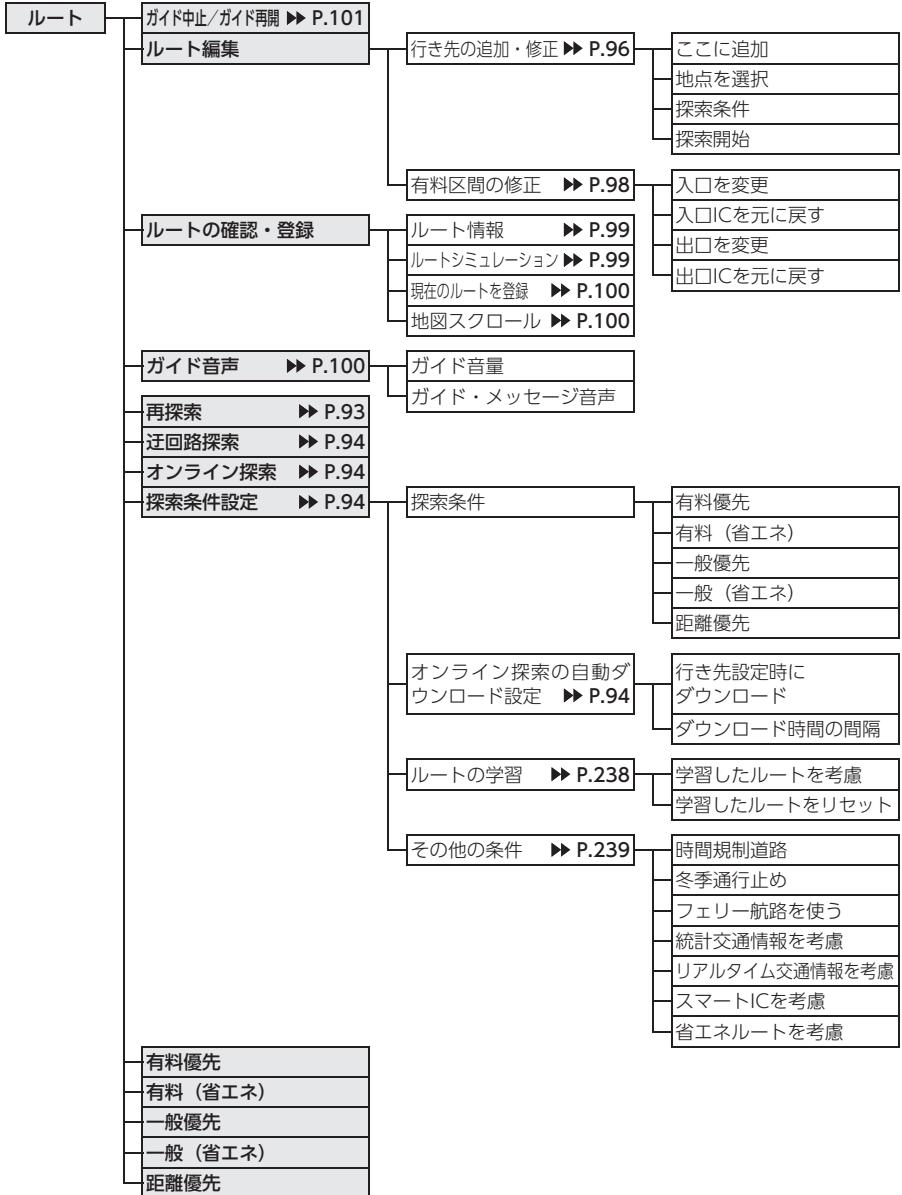 ルート
ガイド中止／ガイド再開 ▶▶ P.101
ルート編集
行き先の追加・修正 ▶▶ P.96
ここに追加
地点を選択
探索条件
探索開始
有料区間の修正 ▶▶ P.98
入口を変更
入口ICを元に戻す
出口を変更
出口ICを元に戻す
ルートの確認・登録
ルート情報 ▶▶ P.99
ルートシミュレーション ▶▶ P.99
現在のルートを登録 ▶▶ P.100
地図スクロール ▶▶ P.100
ガイド音声 ▶▶ P.100
ガイド音量
ガイド・メッセージ音声
再探索 ▶▶ P.93
迂回路探索 ▶▶ P.94
オンライン探索 ▶▶ P.94
探索条件設定 ▶▶ P.94
探索条件
有料優先
有料（省エネ）
一般優先
一般（省エネ）
距離優先
オンライン探索の自動ダ
ウンロード設定 ▶▶ P.94
行き先設定時に
ダウンロード
ダウンロード時間の間隔
ルートの学習 ▶▶ P.238
学習したルートを考慮
学習したルートをリセット
その他の条件 ▶▶ P.239
時間規制道路
冬季通行止め
フェリー航路を使う
統計交通情報を考慮
リアルタイム交通情報を考慮
スマートICを考慮
省エネルートを考慮
有料優先
有料（省エネ）
一般優先
一般（省エネ）
距離優先